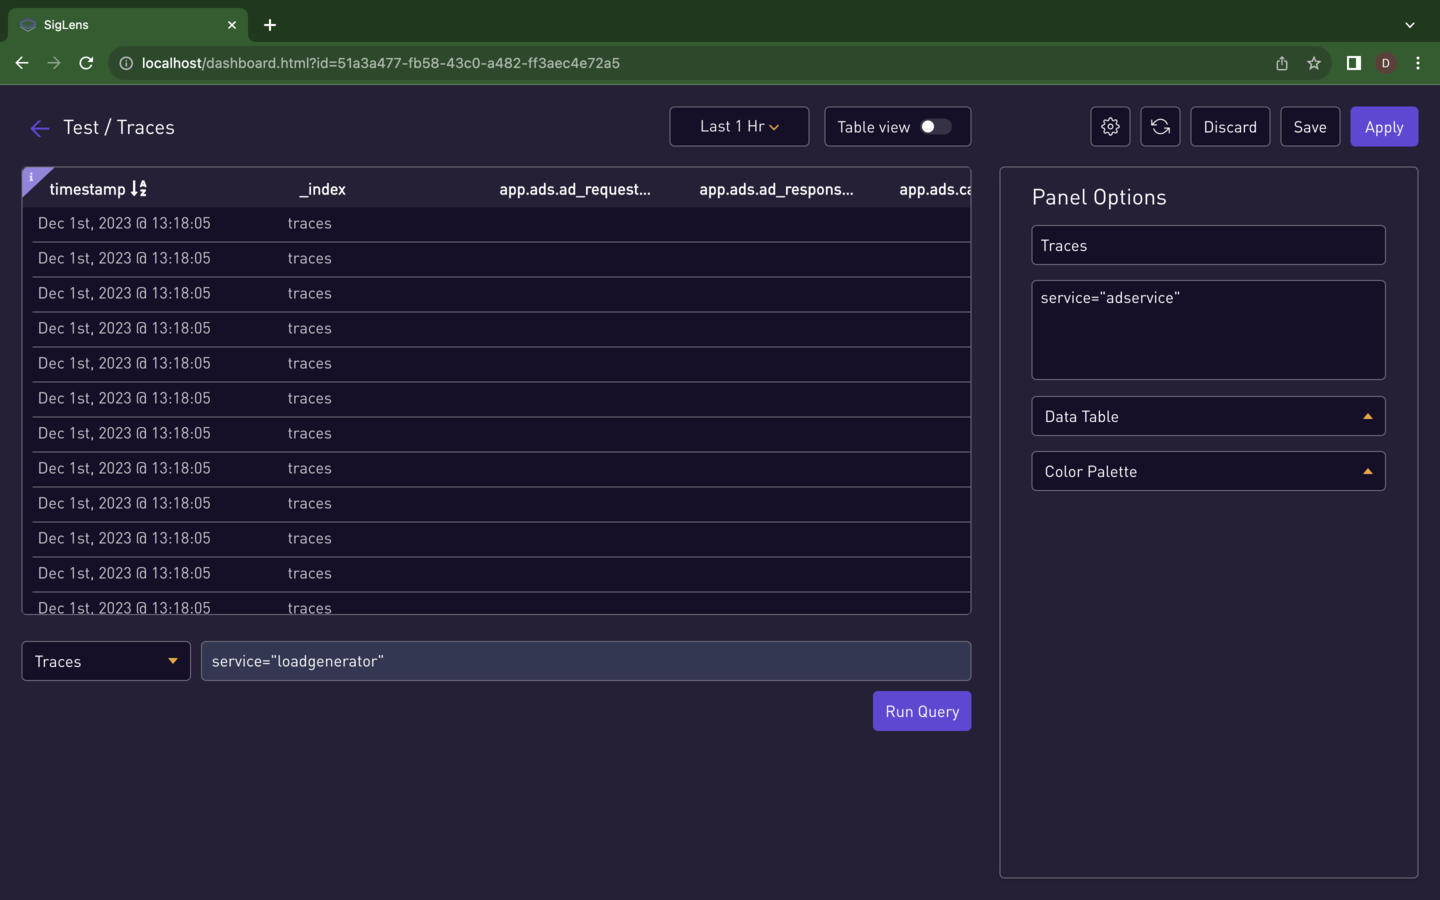 SigLens
localhost/dashboard.html?id=51a3a477-fb58-43c0-a482-ff3aec4e72a5
D
Test / Traces
Last 1 Hr
Table view
Discard
Save
Apply
i
timestamp
_index
app.ads.ad_request...
app.ads.ad_respons...
app.ads.ca
Dec 1st, 2023 @ 13:18:05 traces
Dec 1st, 2023 @ 13:18:05 traces
Dec 1st, 2023 @ 13:18:05 traces
Dec 1st, 2023 @ 13:18:05 traces
Dec 1st, 2023 @ 13:18:05 traces
Dec 1st, 2023 @ 13:18:05 traces
Dec 1st, 2023 @ 13:18:05 traces
Dec 1st, 2023 @ 13:18:05 traces
Dec 1st, 2023 @ 13:18:05 traces
Dec 1st, 2023 @ 13:18:05 traces
Dec 1st, 2023 @ 13:18:05 traces
Dec 1st, 2023 @ 13:18:05 traces
Traces
service="loadgenerator"
Run Query
Panel Options
Traces
service="adservice"
Data Table
Color Palette